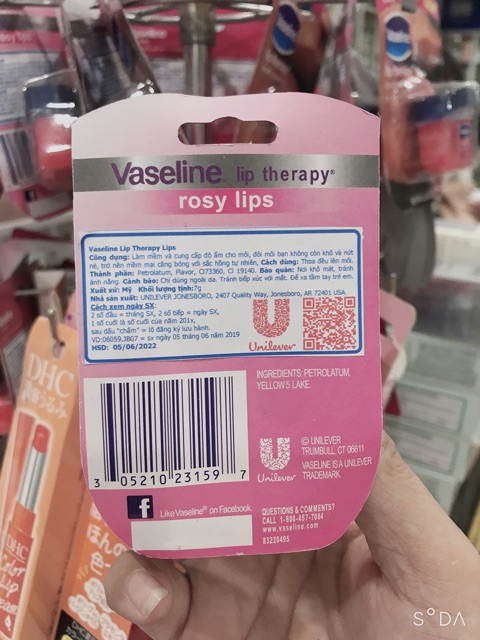 Vaseline lip therapy®
rosy lips
Vaseline Lip Therapy Lips
Công dụng: Làm mềm và cung cấp độ ẩm cho môi, đôi môi bạn không còn khô và nứt
nẻ, trở nên mềm mại căng bóng với sắc hồng tự nhiên, Cách dùng: Thoa đều lên môi.
Thành phần: Petrolatum, Flavor, CI73360, CI 19140. Bảo quản: Nơi khô mát, tránh
ánh nắng. Cảnh báo: Chỉ dùng ngoài da. Tránh tiếp xúc với mắt. Để xa tầm tay trẻ em.
Xuất xứ: Mỹ Khối lượng tịnh:7g
Nhà sản xuất: UNILEVER JONESBORO, 2407 Quality Way, Jonesboro, AR 72401 USA.
Cách xem ngày SX:
2 số đầu = tháng SX, 2 số tiếp = ngày SX,
1 số cuối là số cuối của năm 201x,
sau dấu "chấm" = lô đăng ký lưu hành.
VD:06059.JB07 = sx ngày 05 tháng 06 năm 2019
HSD: 05/06/2022
Unilever
INGREDIENTS: PETROLATUM,
YELLOW 5 LAKE.
3 05210 23159 7
Unilever
© UNILEVER
TRUMBULL, CT 06611
VASELINE IS A UNILEVER
TRADEMARK.
f Like Vaseline® on Facebook.
QUESTIONS & COMMENTS?
CALL 1-800-457-7084
www.vaseline.com
83220495
rosy lips
DHC
DHC
SODA